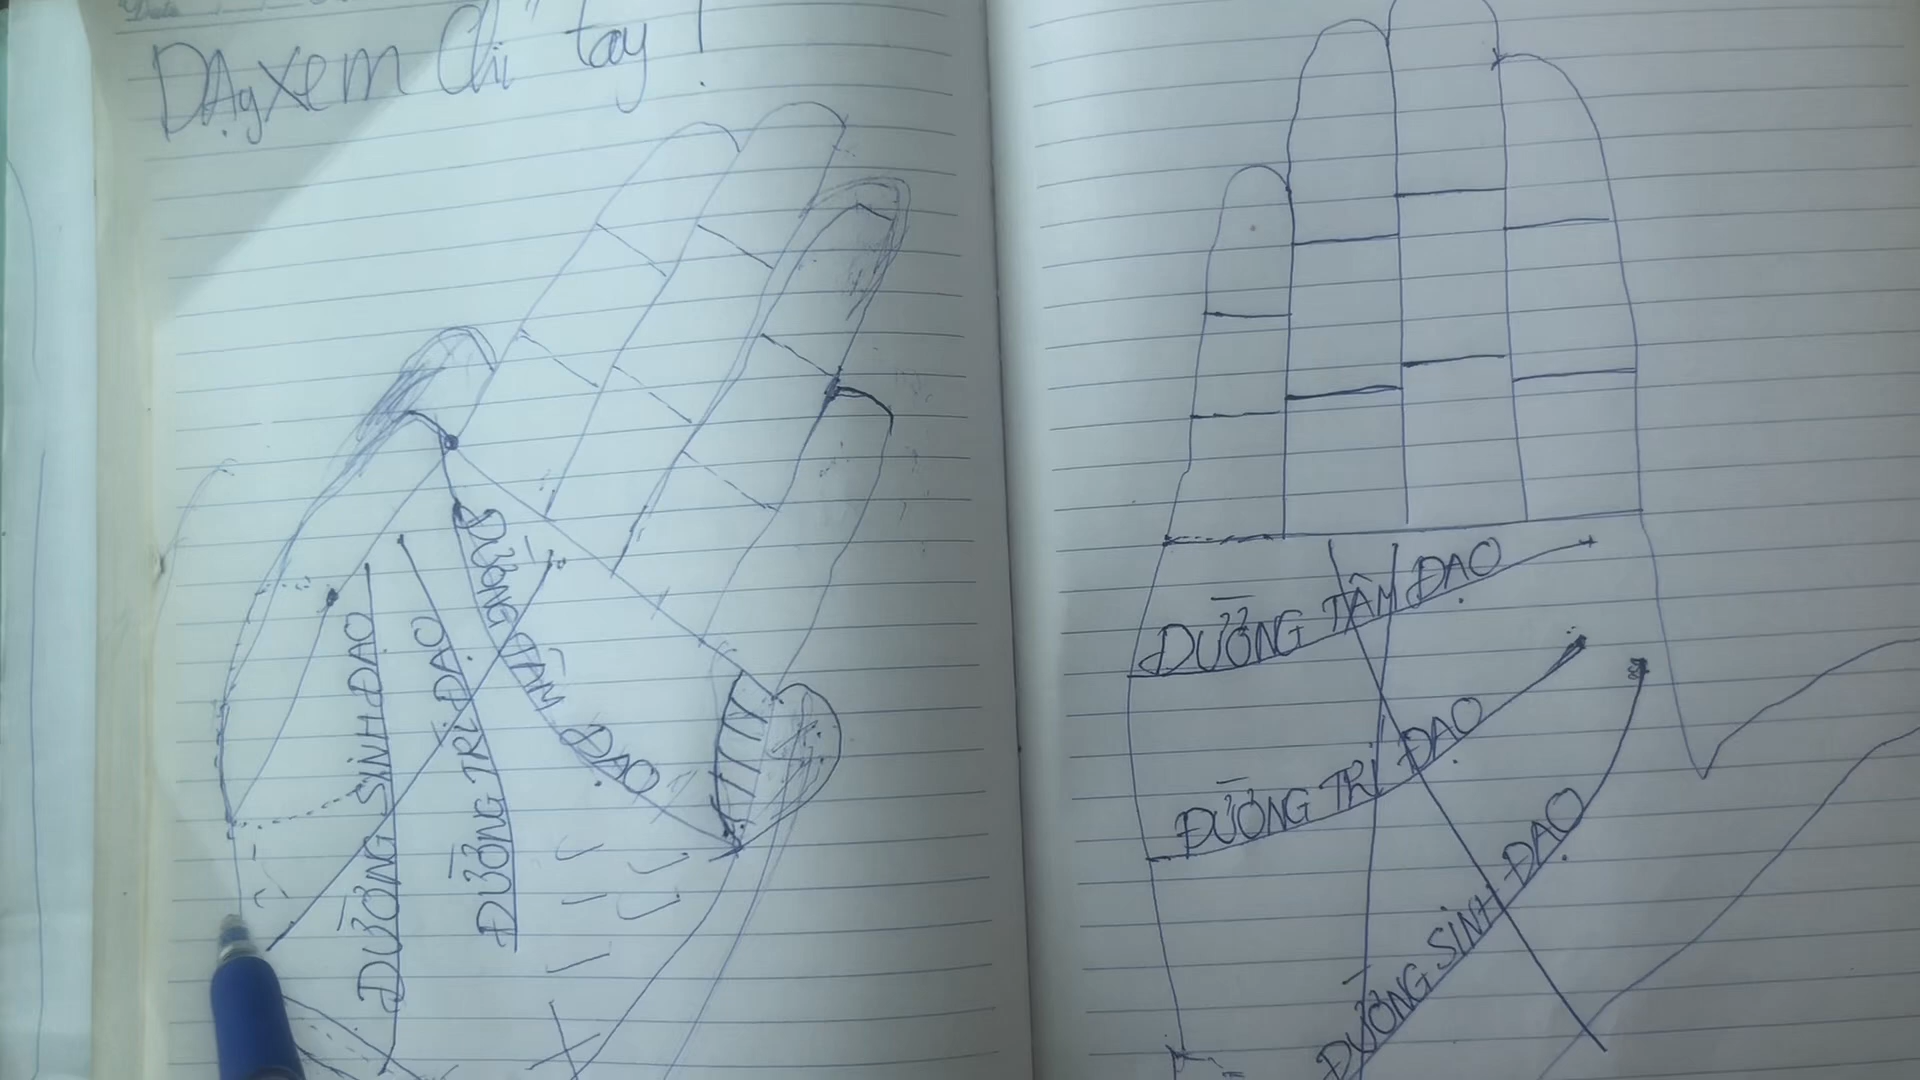 DẠy xem chỉ tay !
ĐƯỜNG SINH ĐẠO
ĐƯỜNG TRÍ ĐẠO
ĐƯỜNG TÂM ĐẠO
ĐƯỜNG TÂM ĐẠO
ĐƯỜNG TRÍ ĐẠO
ĐƯỜNG SINH ĐẠO